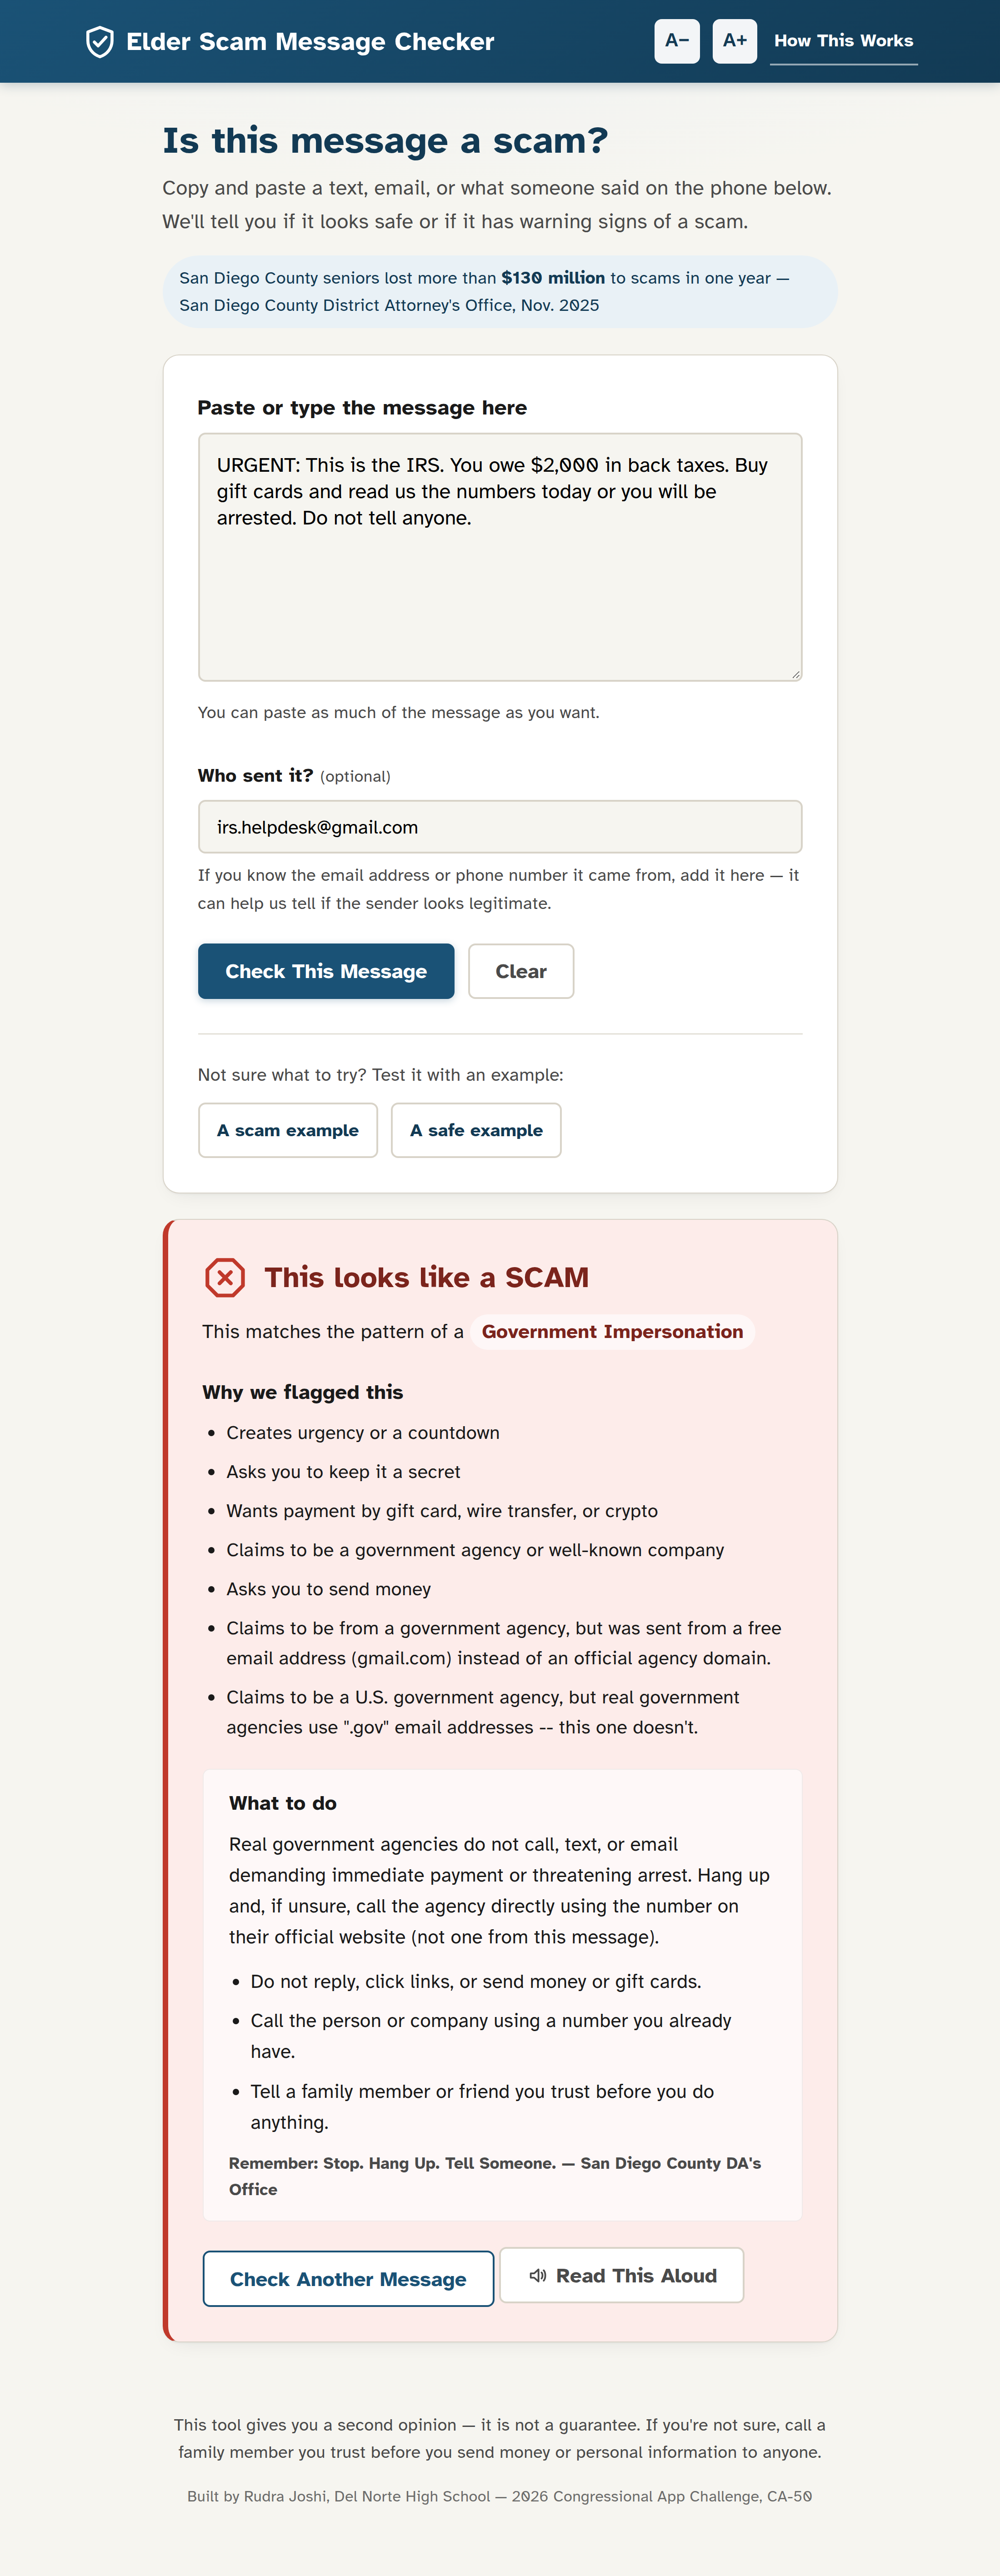 Elder Scam Message Checker
A− A+ How This Works
Is this message a scam?
Copy and paste a text, email, or what someone said on the phone below.
We'll tell you if it looks safe or if it has warning signs of a scam.
San Diego County seniors lost more than $130 million to scams in one year —
San Diego County District Attorney's Office, Nov. 2025
Paste or type the message here
URGENT: This is the IRS. You owe $2,000 in back taxes. Buy
gift cards and read us the numbers today or you will be
arrested. Do not tell anyone.
You can paste as much of the message as you want.
Who sent it? (optional)
irs.helpdesk@gmail.com
If you know the email address or phone number it came from, add it here — it
can help us tell if the sender looks legitimate.
Check This Message Clear
Not sure what to try? Test it with an example:
A scam example A safe example
This looks like a SCAM
This matches the pattern of a Government Impersonation
Why we flagged this
• Creates urgency or a countdown
• Asks you to keep it a secret
• Wants payment by gift card, wire transfer, or crypto
• Claims to be a government agency or well-known company
• Asks you to send money
• Claims to be from a government agency, but was sent from a free
email address (gmail.com) instead of an official agency domain.
• Claims to be a U.S. government agency, but real government
agencies use ".gov" email addresses -- this one doesn't.
What to do
Real government agencies do not call, text, or email
demanding immediate payment or threatening arrest. Hang up
and, if unsure, call the agency directly using the number on
their official website (not one from this message).
• Do not reply, click links, or send money or gift cards.
• Call the person or company using a number you already
have.
• Tell a family member or friend you trust before you do
anything.
Remember: Stop. Hang Up. Tell Someone. — San Diego County DA's
Office
Check Another Message Read This Aloud
This tool gives you a second opinion — it is not a guarantee. If you're not sure, call a
family member you trust before you send money or personal information to anyone.
Built by Rudra Joshi, Del Norte High School — 2026 Congressional App Challenge, CA-50